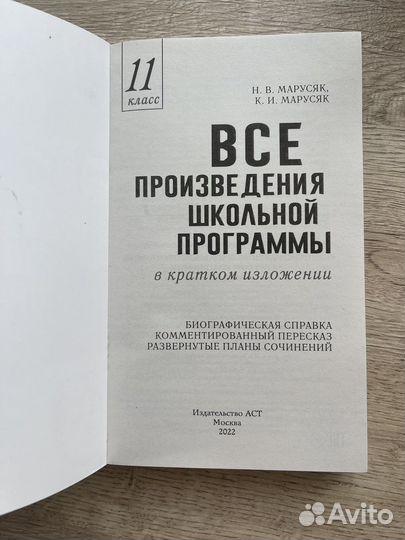 11
класс
Н. В. МАРУСЯК,
К. И. МАРУСЯК
ВСЕ
ПРОИЗВЕДЕНИЯ
ШКОЛЬНОЙ
ПРОГРАММЫ
в кратком изложении
БИОГРАФИЧЕСКАЯ СПРАВКА
КОММЕНТИРОВАННЫЙ ПЕРЕСКАЗ
РАЗВЕРНУТЫЕ ПЛАНЫ СОЧИНЕНИЙ
Издательство АСТ
Москва
2022
Avito